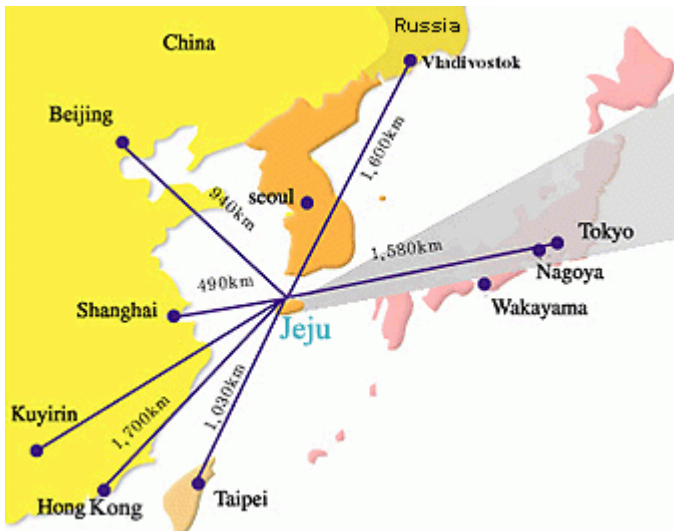 Russia
China
Vladivostok
Beijing
1,600km
940km
scoul
Tokyo
1,580km
Nagoya
490km
Shanghai
Wakayama
Jeju
1,030km
Kuyirin
1,700km
Hong Kong
Taipei